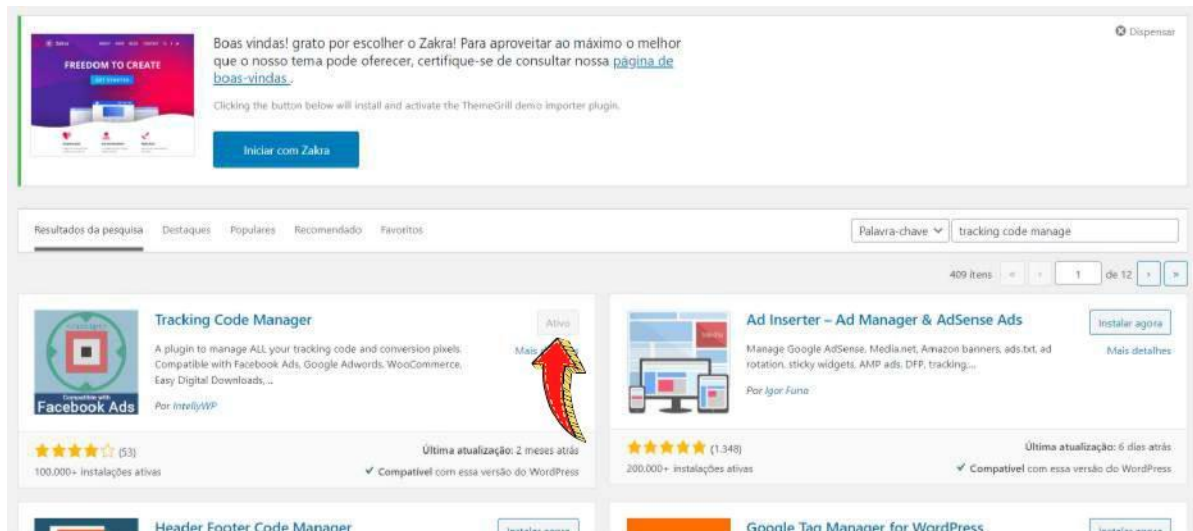 Boas vindas! grato por escolher o Zakra! Para aproveitar ao máximo o melhor
que o nosso tema pode oferecer, certifique-se de consultar nossa página de
boas-vindas.
Clicking the button below will install and activate the ThemeGrill demo importer plugin.
Iniciar com Zakra
Dispensar
FREEDOM TO CREATE
Resultados da pesquisa Destaques Populares Recomendado Favoritos
Palavra-chave tracking code manage
409 itens « ‹ 1 de 12 › »
Tracking Code Manager
Ativo
A plugin to manage ALL your tracking code and conversion pixels.
Compatible with Facebook Ads, Google Adwords, WooCommerce,
Easy Digital Downloads,...
Mais
Por IntellyWP
Compatible with
Facebook Ads
(53)
100.000+ instalações ativas
Última atualização: 2 meses atrás
Compatível com essa versão do WordPress
Ad Inserter – Ad Manager & AdSense Ads
Instalar agora
Manage Google AdSense, Media.net, Amazon banners, ads.txt, ad
rotation, sticky widgets, AMP ads, DFP, tracking,...
Mais detalhes
Por Igor Funa
(1.348)
200.000+ instalações ativas
Última atualização: 6 dias atrás
Compatível com essa versão do WordPress
Header Footer Code Manager
Instalar agora
Google Tag Manager for WordPress
Instalar agora